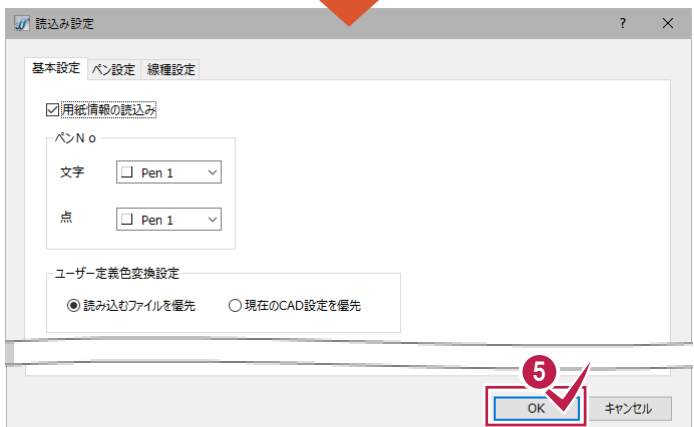 読込み設定
? ×
基本設定 ペン設定 線種設定
用紙情報の読込み
ペンNo
文字 Pen 1
点 Pen 1
ユーザー定義色変換設定
読み込むファイルを優先 現在のCAD設定を優先
5
OK キャンセル